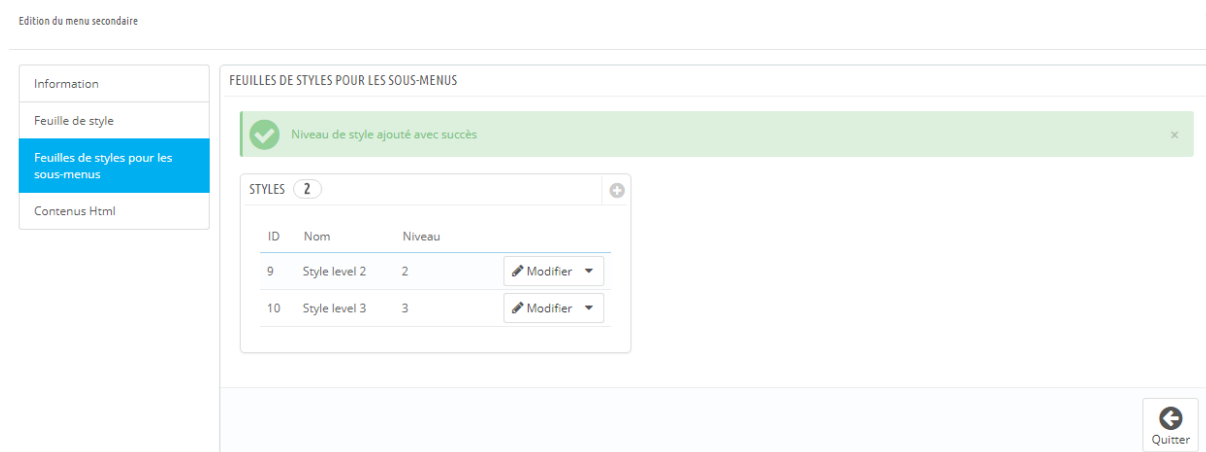 Edition du menu secondaire
Information
Feuille de style
Feuilles de styles pour les
sous-menus
Contenus Html
FEUILLES DE STYLES POUR LES SOUS-MENUS
Niveau de style ajouté avec succès
×
STYLES 2
ID Nom Niveau
9 Style level 2 2 Modifier
10 Style level 3 3 Modifier
Quitter